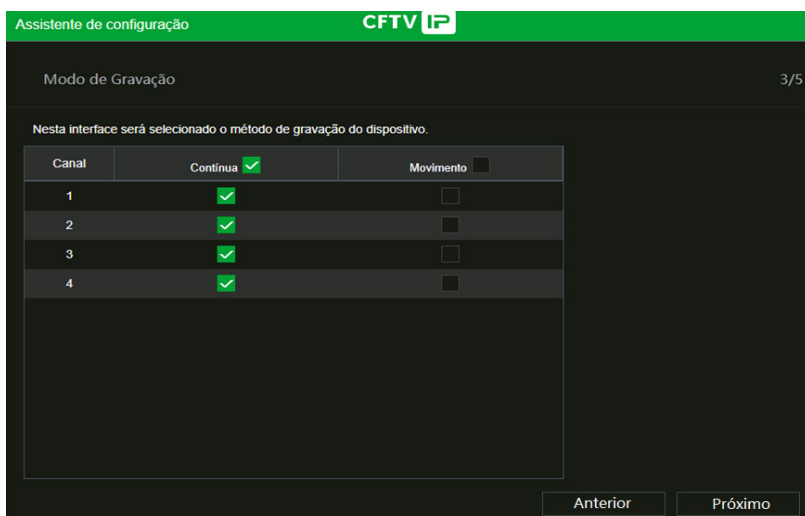 Assistente de configuração
CFTV IP
Modo de Gravação 3/5
Nesta interface será selecionado o método de gravação do dispositivo.
Canal Contínua Movimento
1
2
3
4
Anterior Próximo